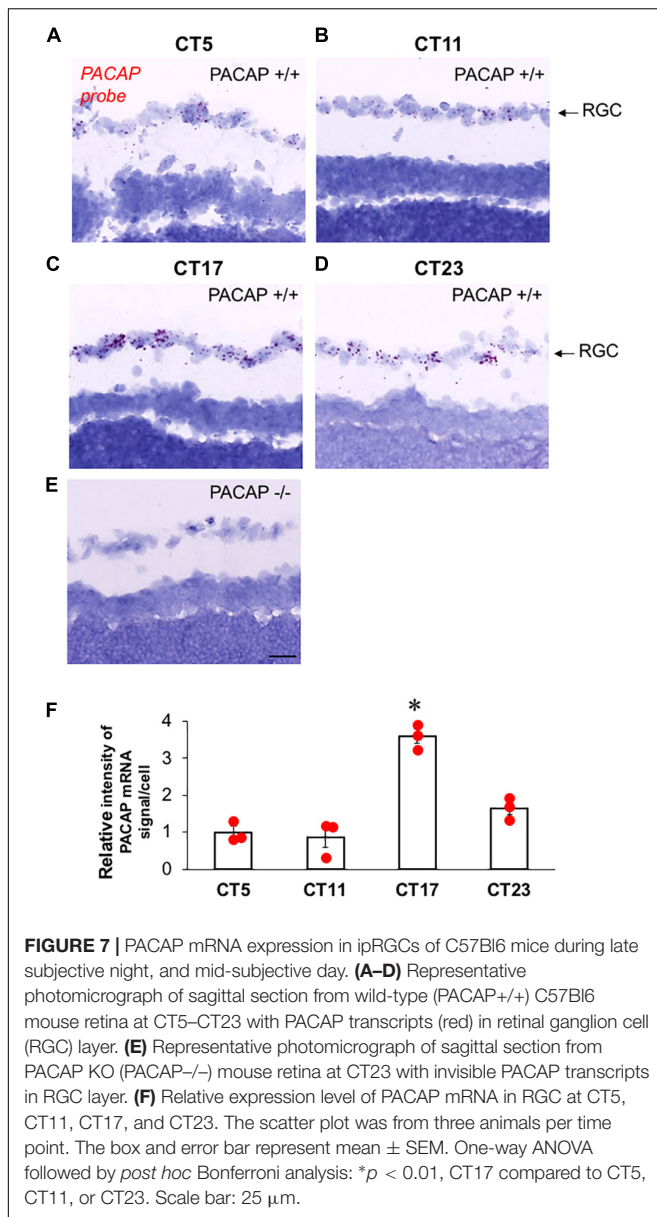 A
CT5
B
CT11
PACAP probe
PACAP +/+
PACAP +/+
RGC
C
CT17
D
CT23
PACAP +/+
PACAP +/+
RGC
E
PACAP -/-
F
Relative intensity of
PACAP mRNA
signal/cell
4
3
2
1
0
*
CT5
CT11
CT17
CT23
FIGURE 7 | PACAP mRNA expression in ipRGCs of C57Bl6 mice during late
subjective night, and mid-subjective day. (A–D) Representative
photomicrograph of sagittal section from wild-type (PACAP+/+) C57Bl6
mouse retina at CT5–CT23 with PACAP transcripts (red) in retinal ganglion cell
(RGC) layer. (E) Representative photomicrograph of sagittal section from
PACAP KO (PACAP–/–) mouse retina at CT23 with invisible PACAP transcripts
in RGC layer. (F) Relative expression level of PACAP mRNA in RGC at CT5,
CT11, CT17, and CT23. The scatter plot was from three animals per time
point. The box and error bar represent mean ± SEM. One-way ANOVA
followed by post hoc Bonferroni analysis: *p < 0.01, CT17 compared to CT5,
CT11, or CT23. Scale bar: 25 μm.